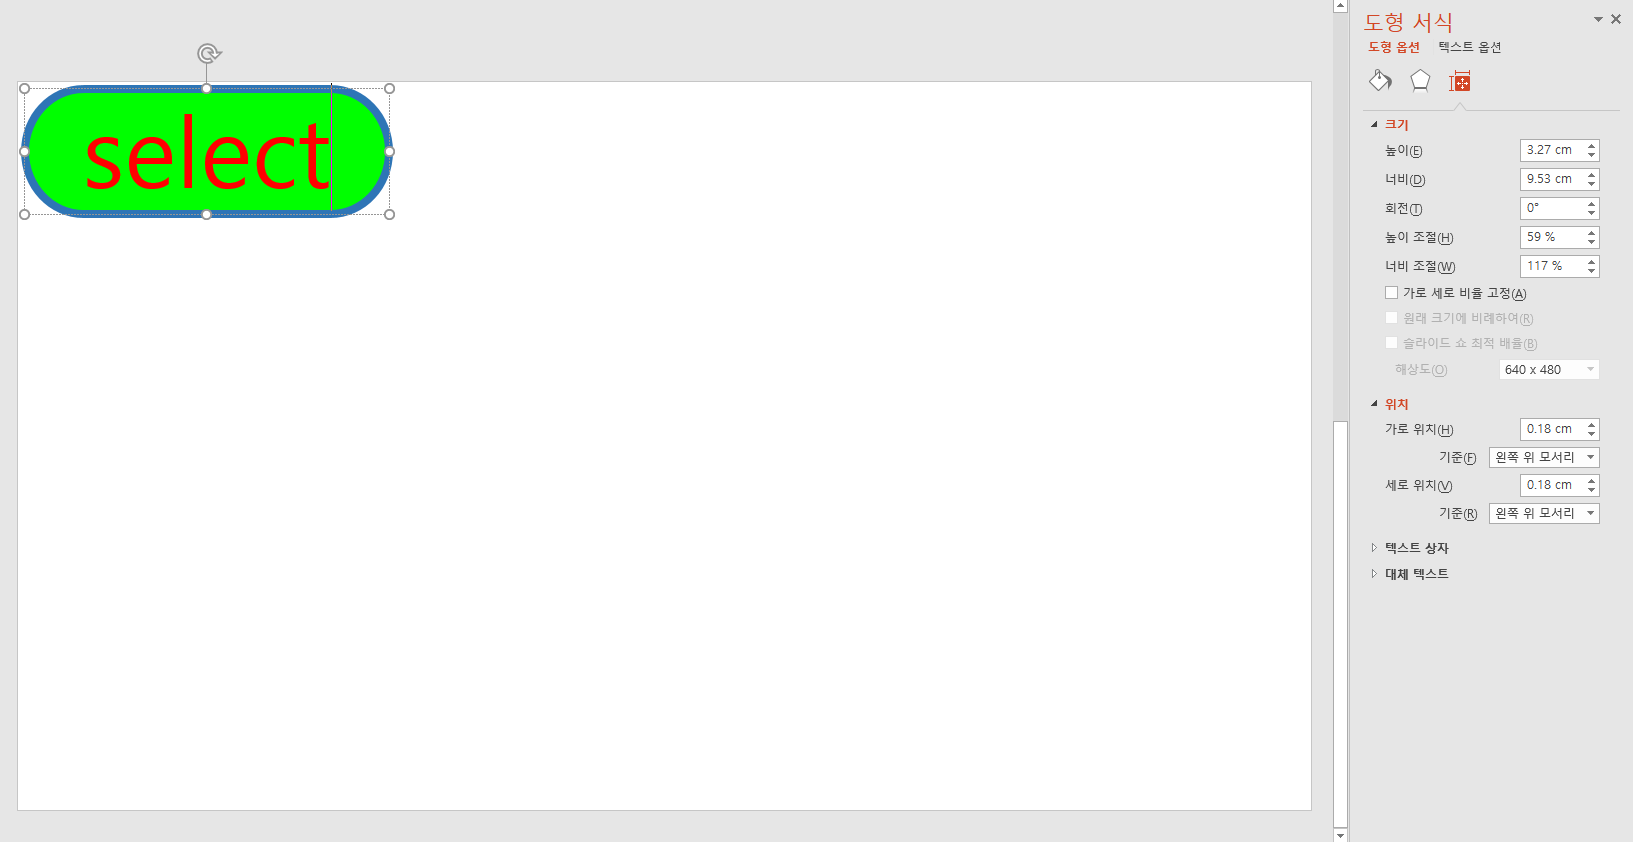 select
도형 서식
도형 옵션 텍스트 옵션
크기
높이(E) 3.27 cm
너비(D) 9.53 cm
회전(T) 0°
높이 조절(H) 59 %
너비 조절(W) 117 %
가로 세로 비율 고정(A)
원래 크기에 비례하여(R)
슬라이드 쇼 최적 배율(B)
해상도(O) 640 x 480
위치
가로 위치(H) 0.18 cm
기준(F) 왼쪽 위 모서리
세로 위치(V) 0.18 cm
기준(R) 왼쪽 위 모서리
텍스트 상자
대체 텍스트